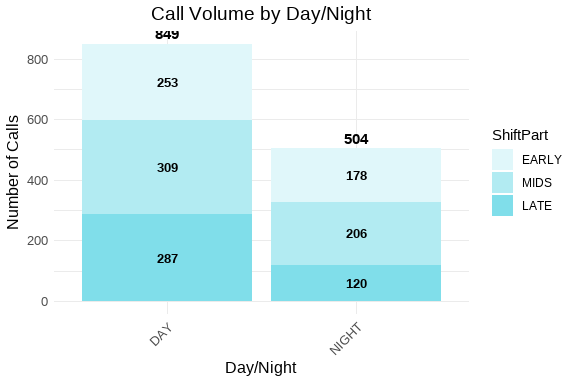 Call Volume by Day/Night
849
800
600
400
200
0
Number of Calls
253
309
287
504
178
206
120
DAY
NIGHT
Day/Night
ShiftPart
EARLY
MIDS
LATE